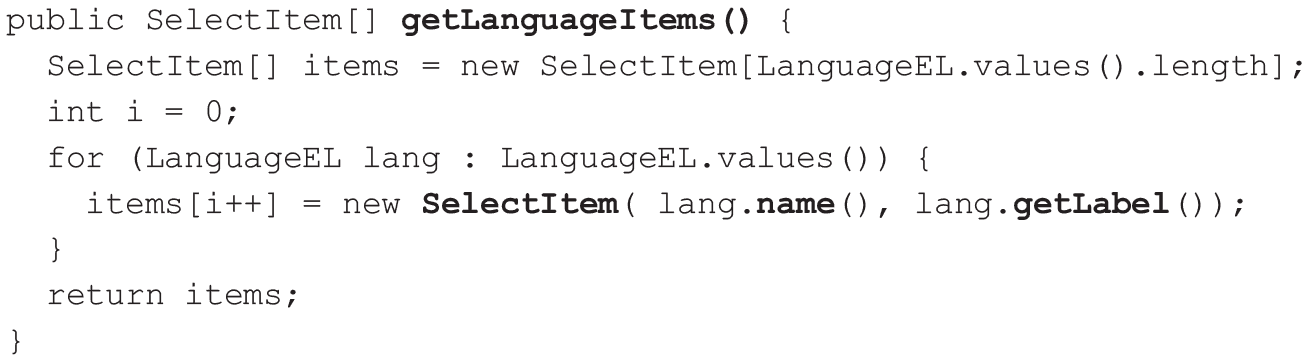 public SelectItem[] getLanguageItems() {
  SelectItem[] items = new SelectItem[LanguageEL.values().length];
  int i = 0;
  for (LanguageEL lang : LanguageEL.values()) {
    items[i++] = new SelectItem( lang.name(), lang.getLabel());
  }
  return items;
}